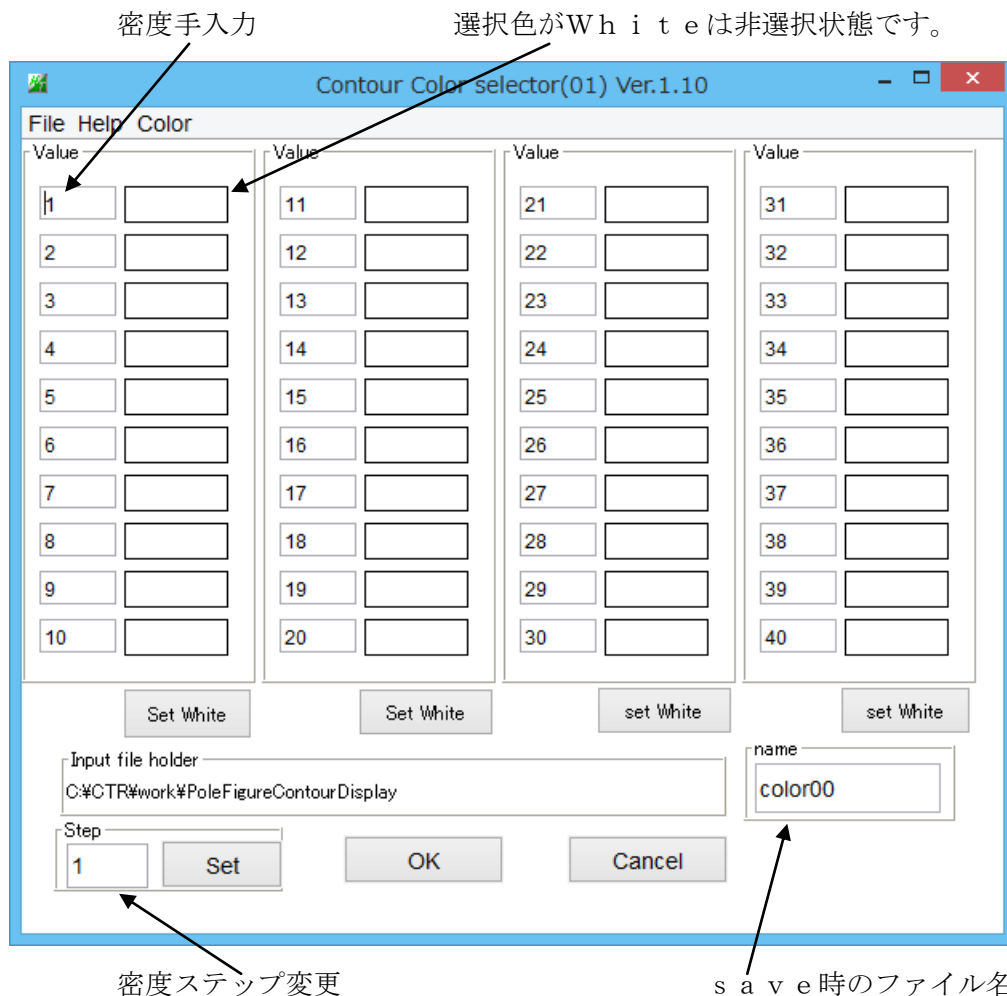 密度手入力 選択色がWhiteは非選択状態です。
Contour Color selector(01) Ver.1.10
File Help Color
Value Value Value Value
1 11 21 31
2 12 22 32
3 13 23 33
4 14 24 34
5 15 25 35
6 16 26 36
7 17 27 37
8 18 28 38
9 19 29 39
10 20 30 40
Set White Set White set White set White
Input file holder name
C:¥CTR¥work¥PoleFigureContourDisplay color00
Step
1 Set OK Cancel
密度ステップ変更 save時のファイル名